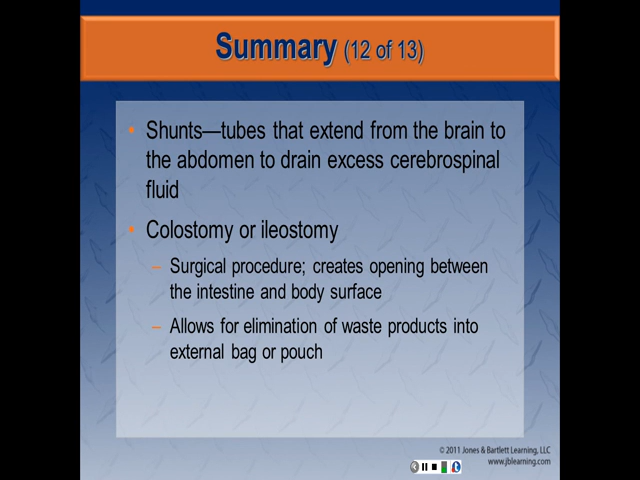 Summary (12 of 13)
• Shunts—tubes that extend from the brain to
the abdomen to drain excess cerebrospinal
fluid
• Colostomy or ileostomy
– Surgical procedure; creates opening between
the intestine and body surface
– Allows for elimination of waste products into
external bag or pouch
© 2011 Jones & Bartlett Learning, LLC
www.jblearning.com